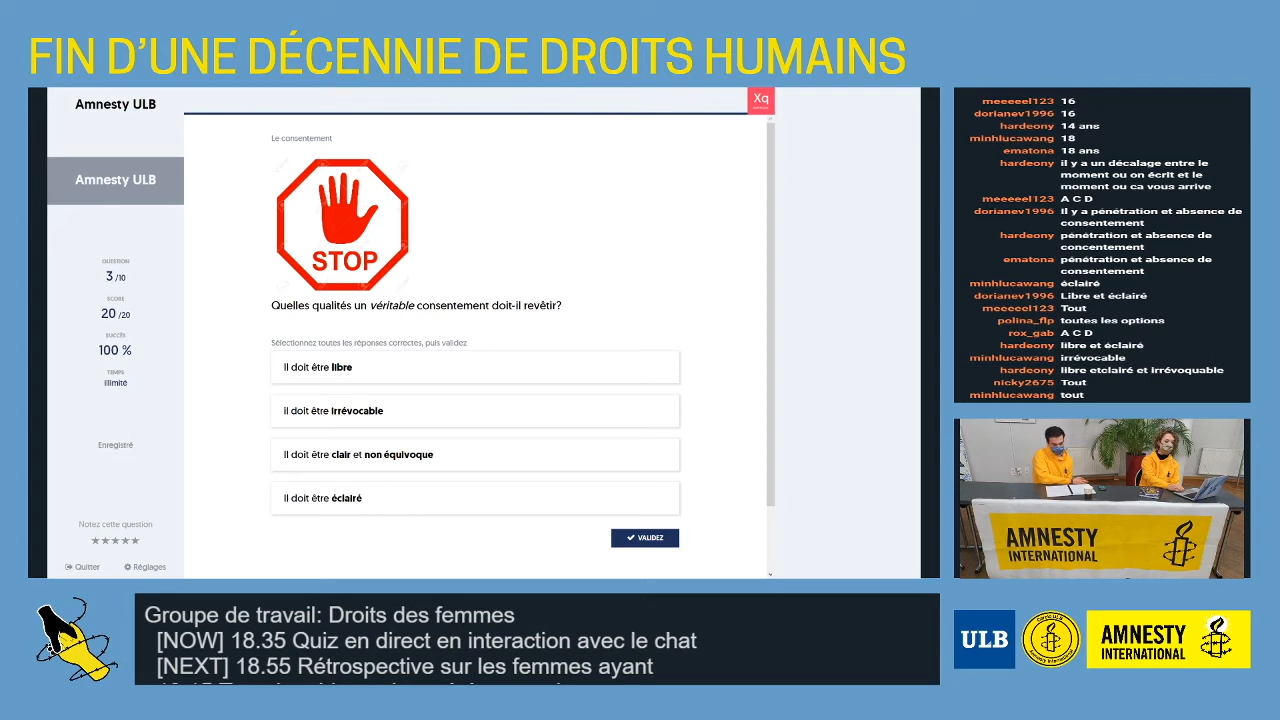 FIN D'UNE DÉCENNIE DE DROITS HUMAINS
Amnesty ULB
Xq
Amnesty ULB
QUESTION
3 /10
SCORE
20 /20
SUCCÈS
100 %
TEMPS
illimité
Enregistré
Notez cette question
★★★★★
Quitter
Réglages
Le consentement
STOP
Quelles qualités un véritable consentement doit-il revêtir?
Sélectionnez toutes les réponses correctes, puis validez
Il doit être libre
il doit être irrévocable
Il doit être clair et non équivoque
Il doit être éclairé
VALIDEZ
meeeeel123 16
dorianev1996 16
hardeony 14 ans
minhlucawang 18
ematona 18 ans
hardeony il y a un décalage entre le
moment ou on écrit et le
moment ou ca vous arrive
meeeeel123 A C D
dorianev1996 Il y a pénétration et absence de
consentement
hardeony pénétration et absence de
concentement
ematona pénétration et absence de
consentement
minhlucawang éclairé
dorianev1996 Libre et éclairé
meeeeel123 Tout
polina_flp toutes les options
rox_gab A C D
hardeony libre et éclairé
minhlucawang irrévocable
hardeony libre etclairé et irrévoquable
nicky2675 Tout
minhlucawang tout
AMNESTY
INTERNATIONAL
Groupe de travail: Droits des femmes
[NOW] 18.35 Quiz en direct en interaction avec le chat
[NEXT] 18.55 Rétrospective sur les femmes ayant
ULB
AMNESTY
INTERNATIONAL